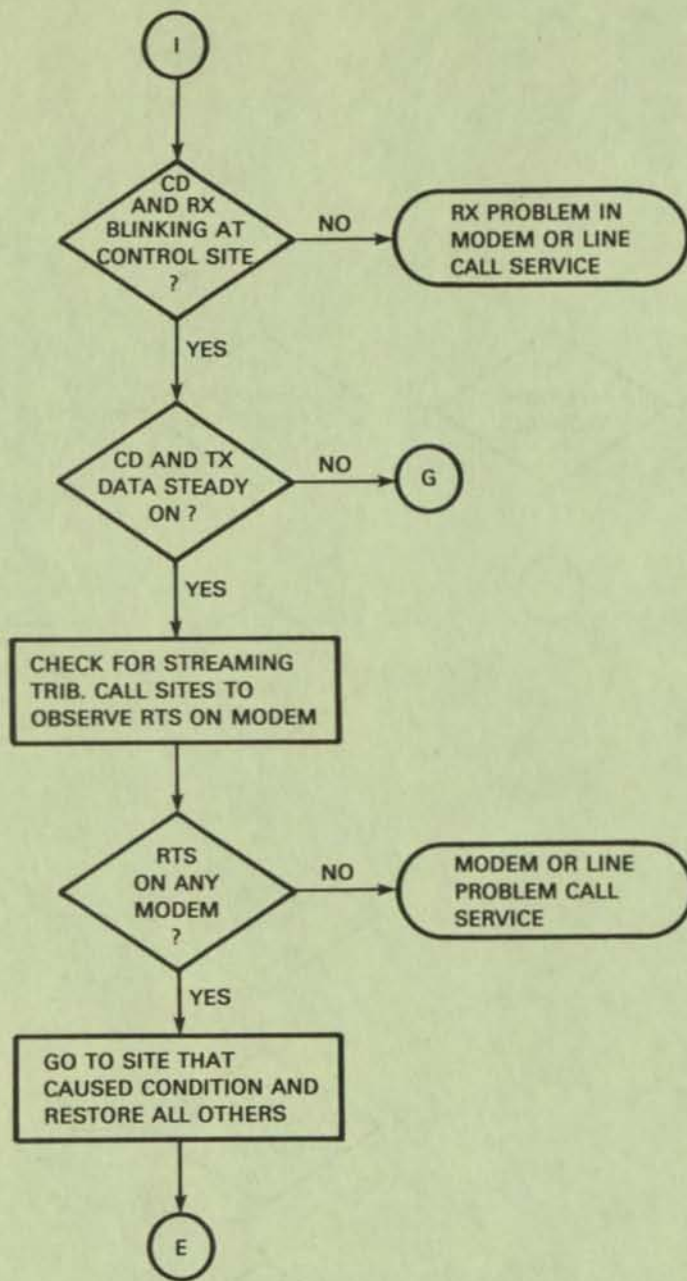 I
CD
AND RX
BLINKING AT
CONTROL SITE
?
NO
RX PROBLEM IN
MODEM OR LINE
CALL SERVICE
YES
CD AND TX
DATA STEADY
ON ?
NO
G
YES
CHECK FOR STREAMING
TRIB. CALL SITES TO
OBSERVE RTS ON MODEM
RTS
ON ANY
MODEM
?
NO
MODEM OR LINE
PROBLEM CALL
SERVICE
YES
GO TO SITE THAT
CAUSED CONDITION AND
RESTORE ALL OTHERS
E